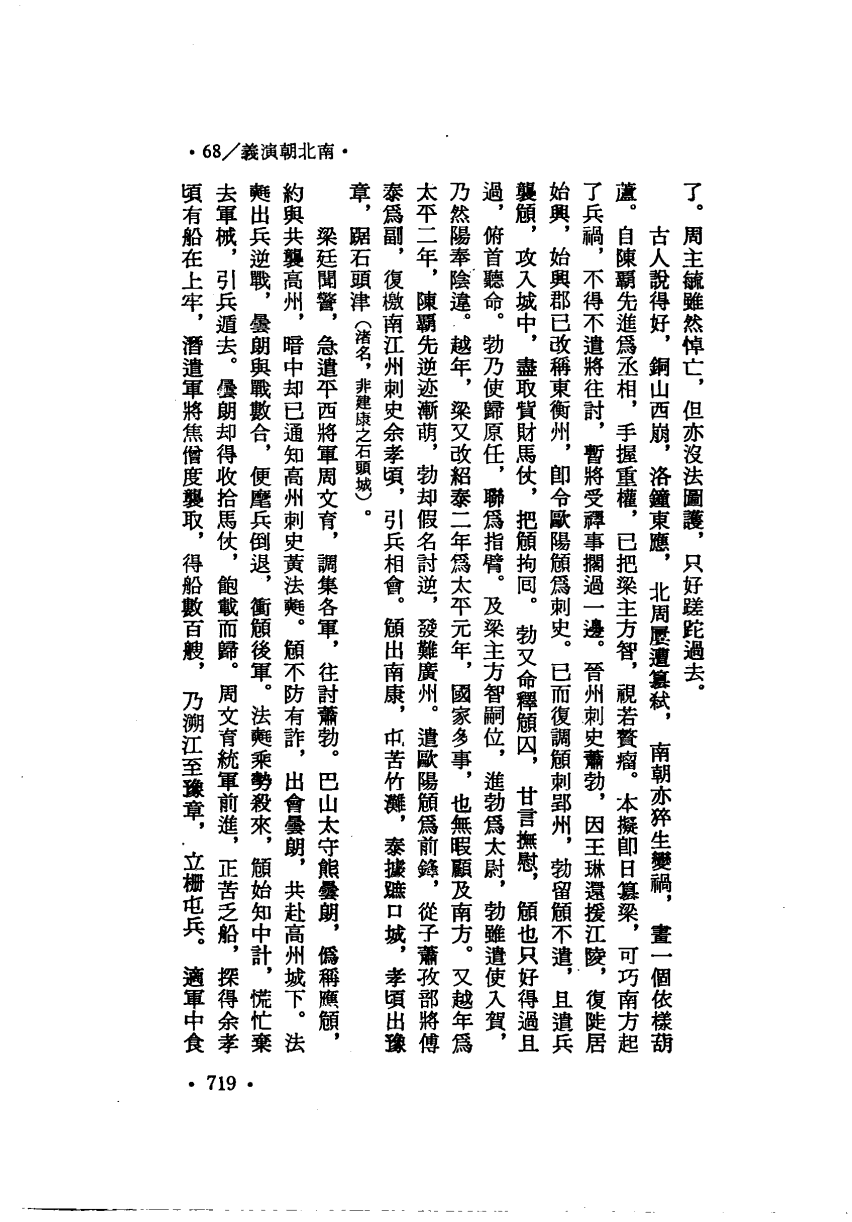 ·南北朝演義／68·
了。周主毓雖然悼亡，但亦沒法圖護，只好蹉跎過去。
古人說得好，銅山西崩，洛鐘東應，北周屢遭篡弒，南朝亦猝生變禍，畫一個依樣葫
蘆。自陳霸先進爲丞相，手握重權，已把梁主方智，視若贅瘤。本擬卽日篡梁，可巧南方起
了兵禍，不得不遣將往討，暫將受禪事擱過一邊。晉州刺史蕭勃，因王琳還援江陵，復陡居
始興，始興郡已改稱東衡州，卽令歐陽頠爲刺史。已而復調頠刺郢州，勃留頠不遣，且遣兵
襲頠，攻入城中，盡取貲財馬仗，把頠拘回。勃又命釋頠囚，甘言撫慰，頠也只好得過且
過，俯首聽命。勃乃使歸原任，聯爲指臂。及梁主方智嗣位，進勃爲太尉，勃雖遣使入賀，
乃然陽奉陰違。越年，梁又改紹泰二年爲太平元年，國家多事，也無暇顧及南方。又越年爲
太平二年，陳霸先逆迹漸萌，勃却假名討逆，發難廣州。遣歐陽頠爲前鋒，從子蕭孜部將傅
泰爲副，復檄南江州刺史余孝頃，引兵相會。頠出南康，屯苦竹灘，泰據蹠口城，孝頃出豫
章，踞石頭津（渚名，非建康之石頭城）。
梁廷聞警，急遣平西將軍周文育，調集各軍，往討蕭勃。巴山太守熊曇朗，僞稱應頠，
約與共襲高州，暗中却已通知高州刺史黃法𣰰。頠不防有詐，出會曇朗，共赴高州城下。法
𣰰出兵逆戰，曇朗與戰數合，便麾兵倒退，衝頠後軍。法𣰰乘勢殺來，頠始知中計，慌忙棄
去軍械，引兵遁去。曇朗却得收拾馬仗，飽載而歸。周文育統軍前進，正苦乏船，探得余孝
頃有船在上牢，潛遣軍將焦僧度襲取，得船數百艘，乃溯江至豫章，立柵屯兵。適軍中食
·719·